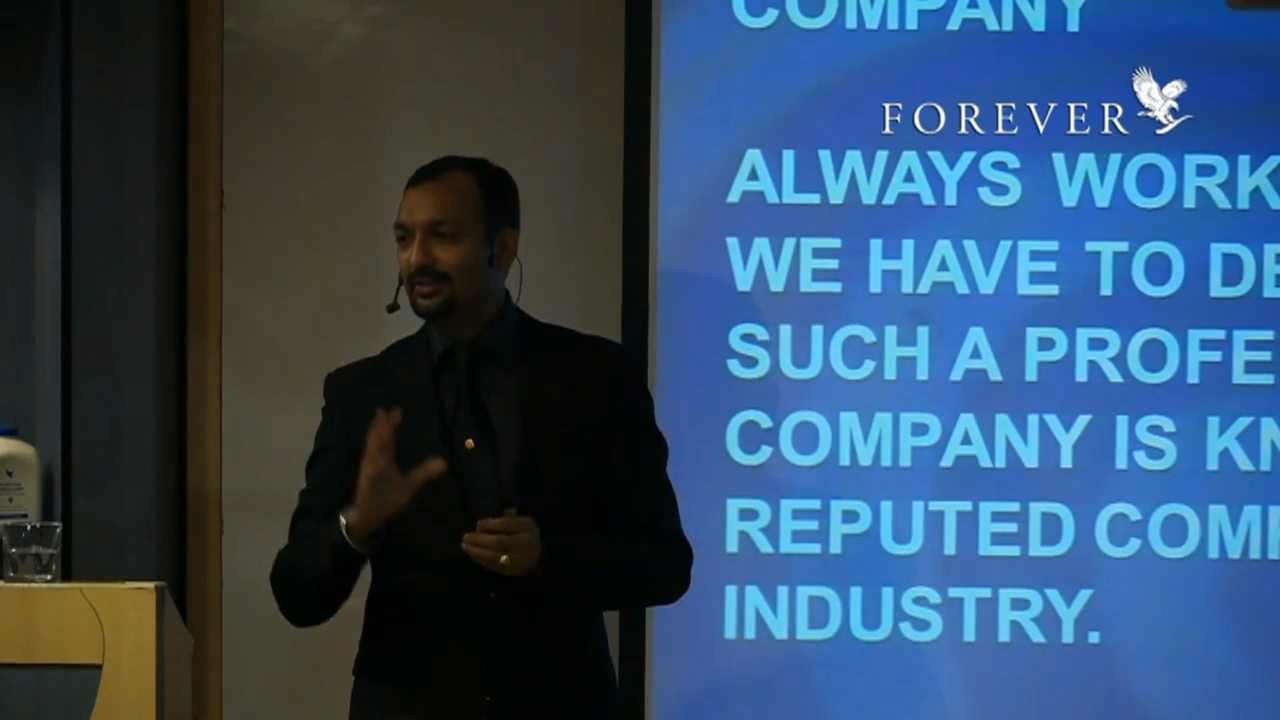 COMPANY
FOREVER
ALWAYS WORK
WE HAVE TO DE
SUCH A PROFE
COMPANY IS KN
REPUTED COM
INDUSTRY.